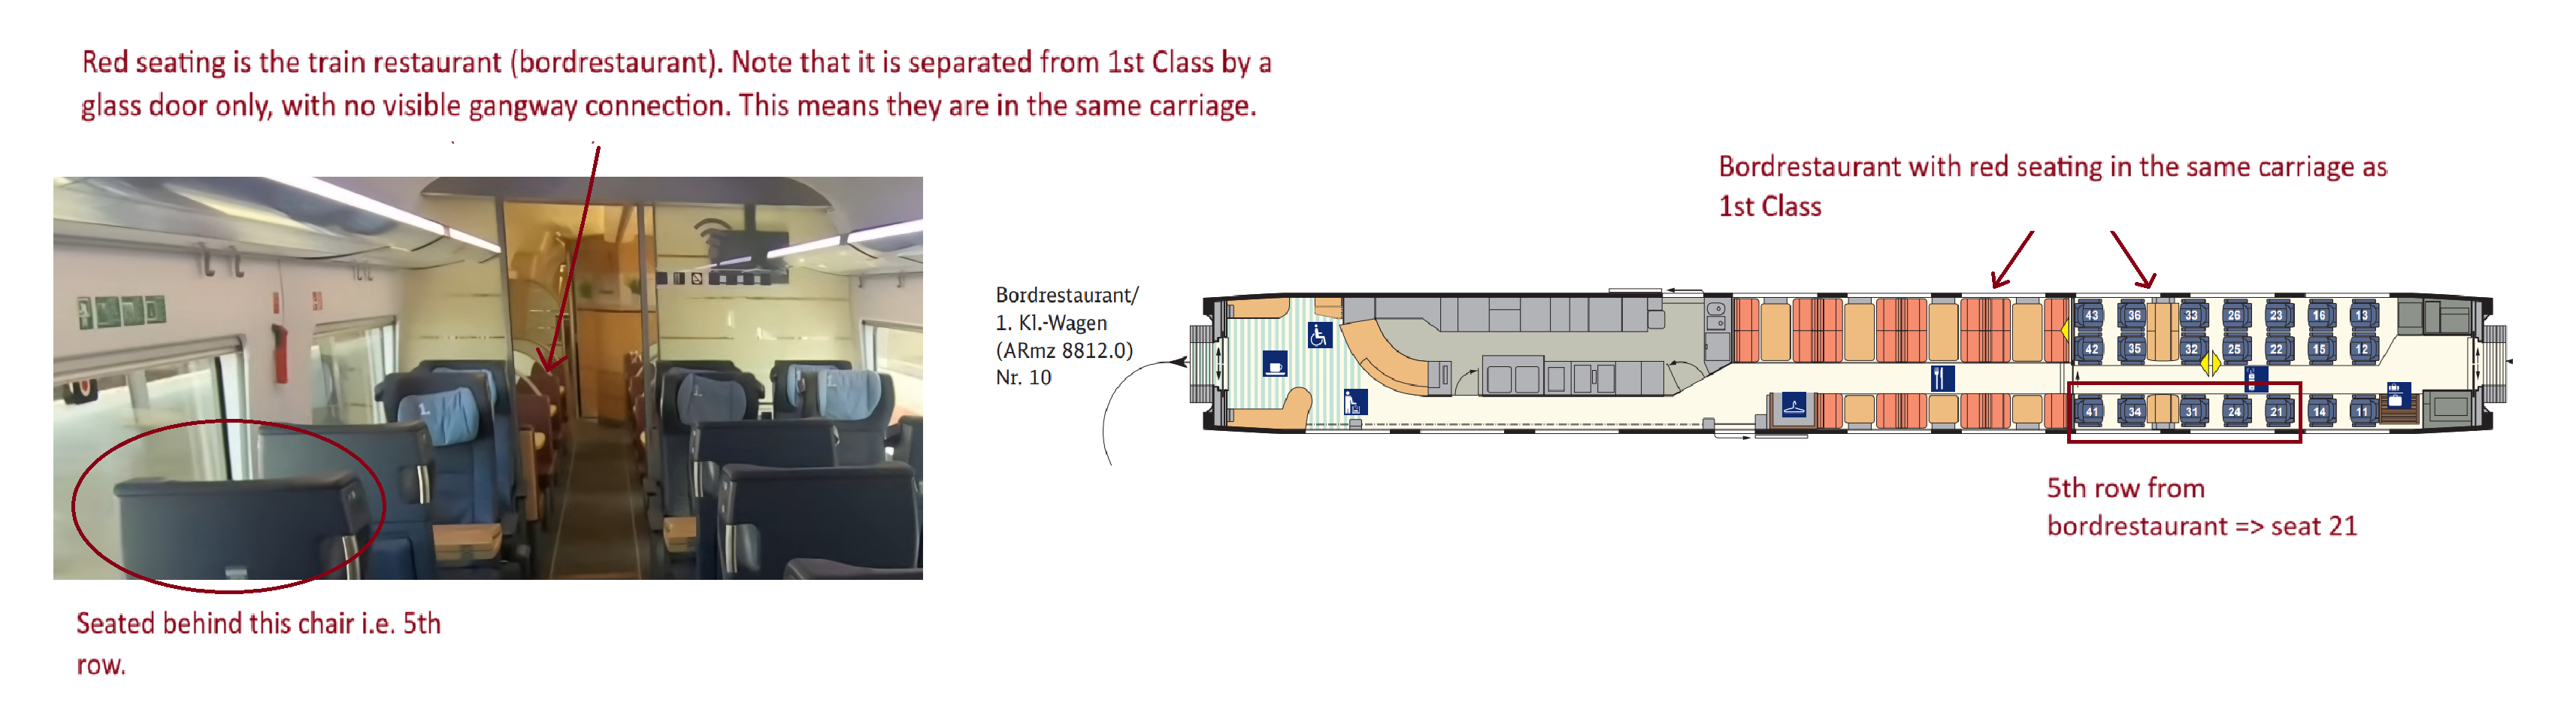 Red seating is the train restaurant (bordrestaurant). Note that it is separated from 1st Class by a
glass door only, with no visible gangway connection. This means they are in the same carriage.
Bordrestaurant with red seating in the same carriage as
1st Class
Bordrestaurant/
1. Kl.-Wagen
(ARmz 8812.0)
Nr. 10
43 36 33 26 23 16 13
42 35 32 25 22 15 12
41 34 31 24 21 14 11
1.
5th row from
bordrestaurant => seat 21
Seated behind this chair i.e. 5th
row.